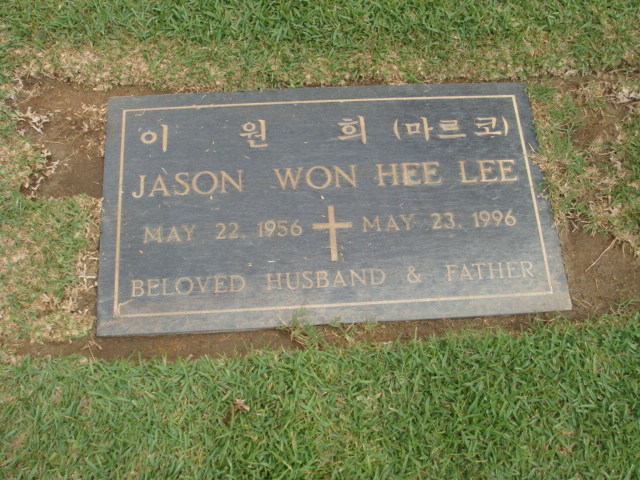 이 원 희 (마르코)
JASON WON HEE LEE
MAY 22, 1956 MAY 23, 1996
BELOVED HUSBAND & FATHER